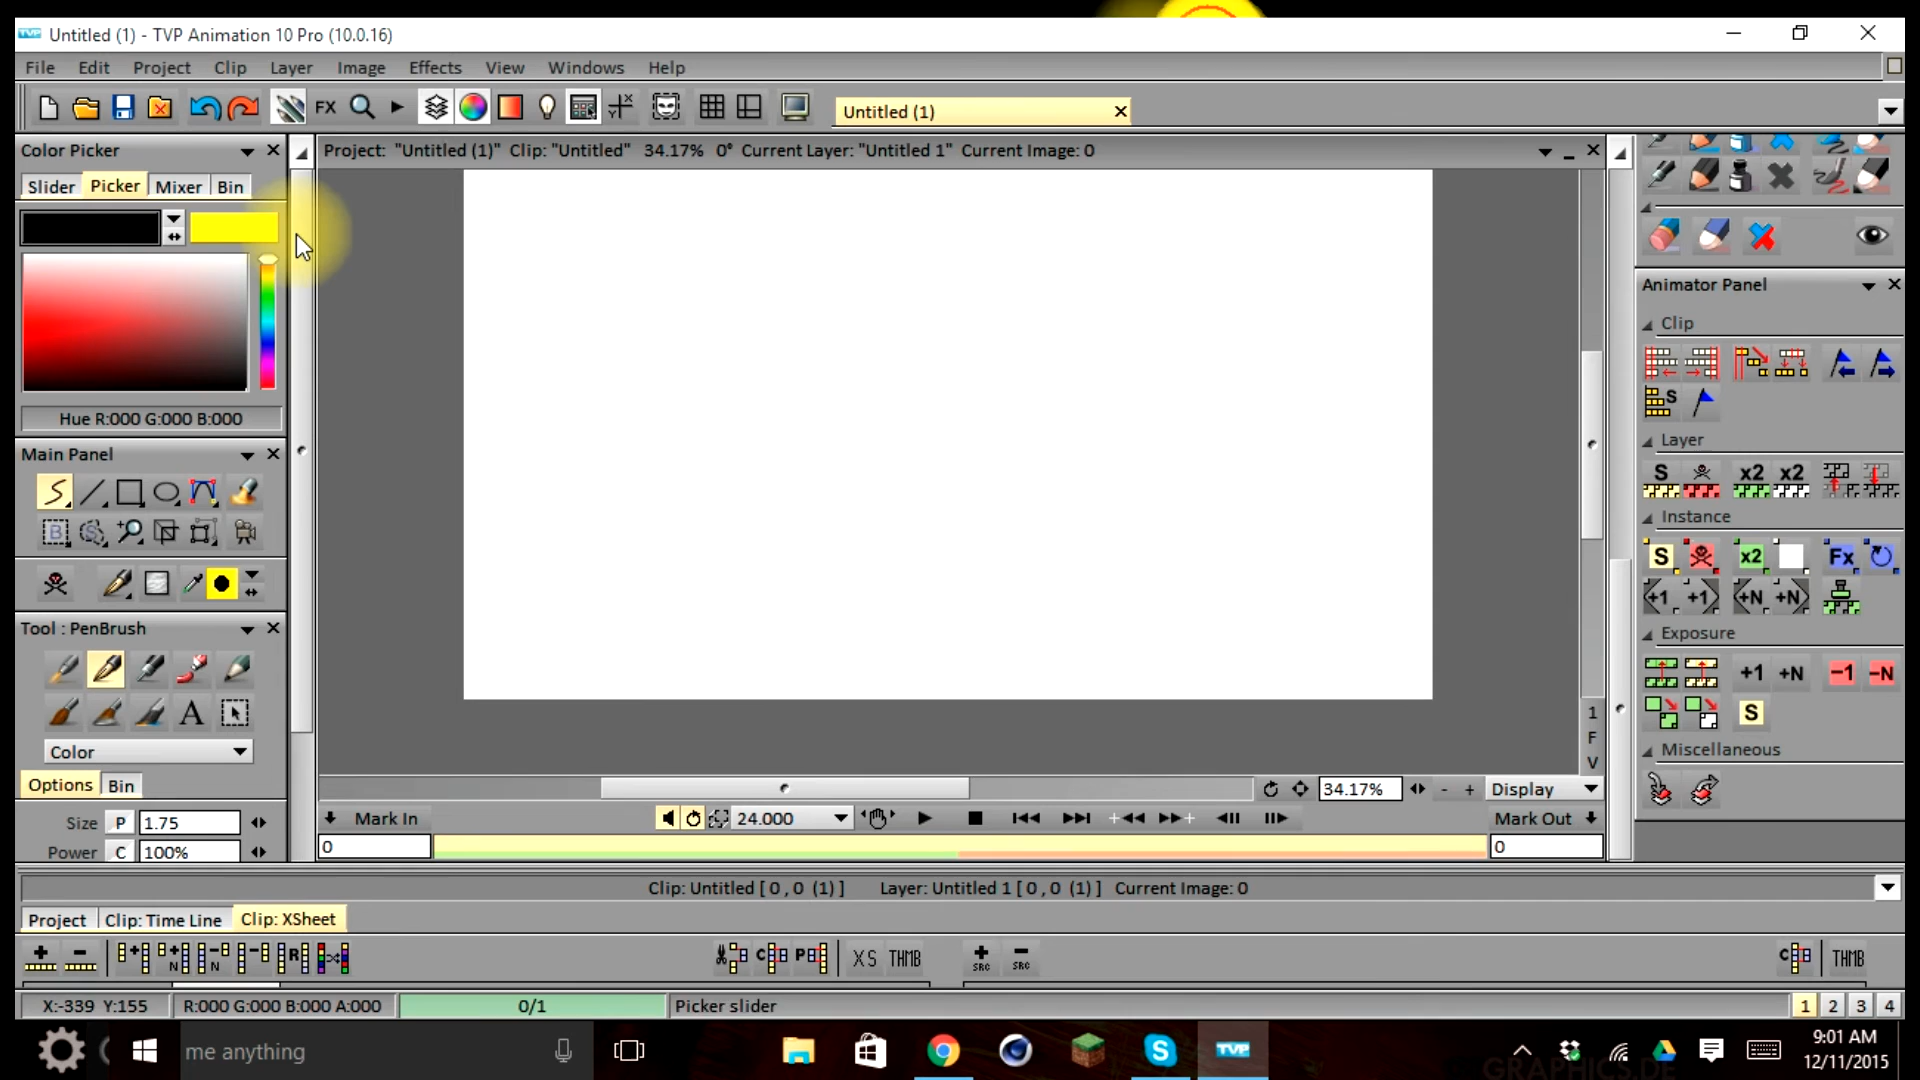 TVP Untitled (1) - TVP Animation 10 Pro (10.0.16)
File Edit Project Clip Layer Image Effects View Windows Help
FX
Untitled (1)
Color Picker
Project: "Untitled (1)" Clip: "Untitled" 34.17% 0° Current Layer: "Untitled 1" Current Image: 0
Slider Picker Mixer Bin
Animator Panel
Clip
S
Hue R:000 G:000 B:000
Layer
Main Panel
S x2 x2
B S
Instance
S x2 Fx
+1 +1 +N +N
Tool : PenBrush
Exposure
+1 +N -1 -N
A
S
1
F
V
Color
Miscellaneous
Options Bin
34.17% - + Display
Size P 1.75
Mark In 24.000 Mark Out
Power C 100%
0 0
Clip: Untitled [ 0 , 0 (1) ] Layer: Untitled 1 [ 0 , 0 (1) ] Current Image: 0
Project Clip: Time Line Clip: XSheet
N N R C P XS THMB SRC SRC C THMB
X:-339 Y:155 R:000 G:000 B:000 A:000 0/1 Picker slider 1 2 3 4
me anything S TVP 9:01 AM
12/11/2015
GRAPHICS.DE